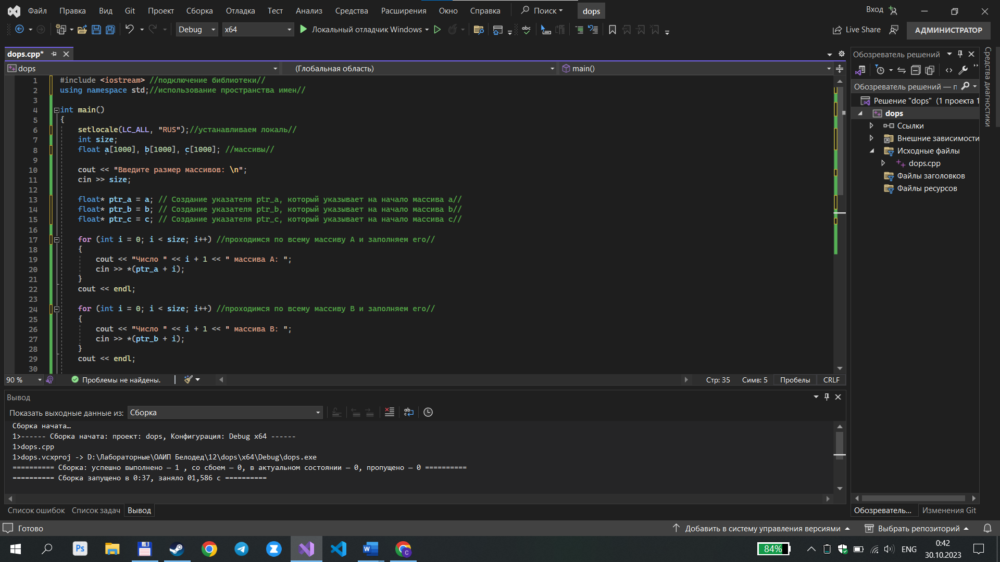 Файл Правка Вид Git Проект Сборка Отладка Тест Анализ Средства Расширения Окно Справка Поиск dops Вход
Debug x64 Локальный отладчик Windows Live Share АДМИНИСТРАТОР
dops.cpp*
dops (Глобальная область) main()
1 #include <iostream> //подключение библиотеки//
2 using namespace std;//использование пространства имен//
3
4 int main()
5 {
6 setlocale(LC_ALL, "RUS");//устанавливаем локаль//
7 int size;
8 float a[1000], b[1000], c[1000]; //массивы//
9
10 cout << "Введите размер массивов: \n";
11 cin >> size;
12
13 float* ptr_a = a; // Создание указателя ptr_a, который указывает на начало массива a//
14 float* ptr_b = b; // Создание указателя ptr_b, который указывает на начало массива b//
15 float* ptr_c = c; // Создание указателя ptr_c, который указывает на начало массива c//
16
17 for (int i = 0; i < size; i++) //проходимся по всему массиву А и заполняем его//
18 {
19 cout << "Число " << i + 1 << " массива A: ";
20 cin >> *(ptr_a + i);
21 }
22 cout << endl;
23
24 for (int i = 0; i < size; i++) //проходимся по всему массиву В и заполняем его//
25 {
26 cout << "Число " << i + 1 << " массива B: ";
27 cin >> *(ptr_b + i);
28 }
29 cout << endl;
30
90 % Проблемы не найдены. Стр: 35 Симв: 5 Пробелы CRLF
Вывод
Показать выходные данные из: Сборка
Сборка начата…
1>------ Сборка начата: проект: dops, Конфигурация: Debug x64 ------
1>dops.cpp
1>dops.vcxproj -> D:\Лабораторные\ОАИП Белодед\12\dops\x64\Debug\dops.exe
========== Сборка: успешно выполнено — 1 , со сбоем — 0, в актуальном состоянии — 0, пропущено — 0 ==========
========== Сборка запущено в 0:37, заняло 01,586 с ==========
Список ошибок Список задач Вывод
Обозреватель решений
Обозреватель решений — п
Решение "dops" (1 проекта 1
dops
Ссылки
Внешние зависимости
Исходные файлы
dops.cpp
Файлы заголовков
Файлы ресурсов
Обозреватель... Изменения Git
Средства диагностики
Готово Добавить в систему управления версиями Выбрать репозиторий
Ps 84% ENG 0:42
30.10.2023